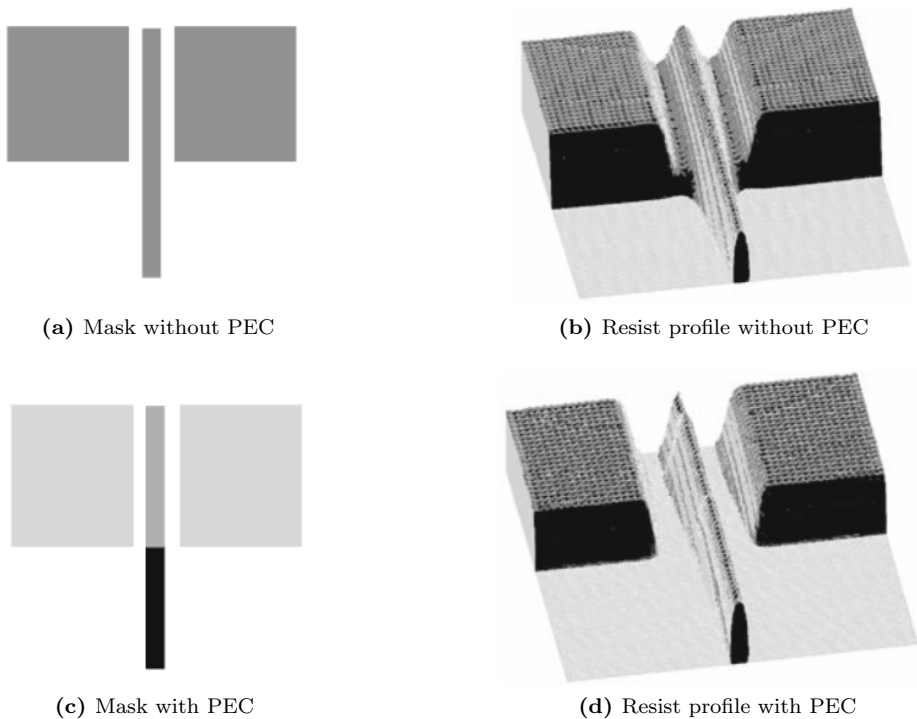 (a) Mask without PEC
(b) Resist profile without PEC
(c) Mask with PEC
(d) Resist profile with PEC